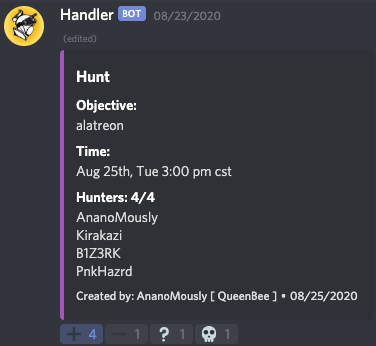 Handler BOT 08/23/2020
(edited)
Hunt
Objective:
alatreon
Time:
Aug 25th, Tue 3:00 pm cst
Hunters: 4/4
AnanoMously
Kirakazi
B1Z3RK
PnkHazrd
Created by: AnanoMously [ QueenBee ] • 08/25/2020
+ 4 − 1 ? 1 1